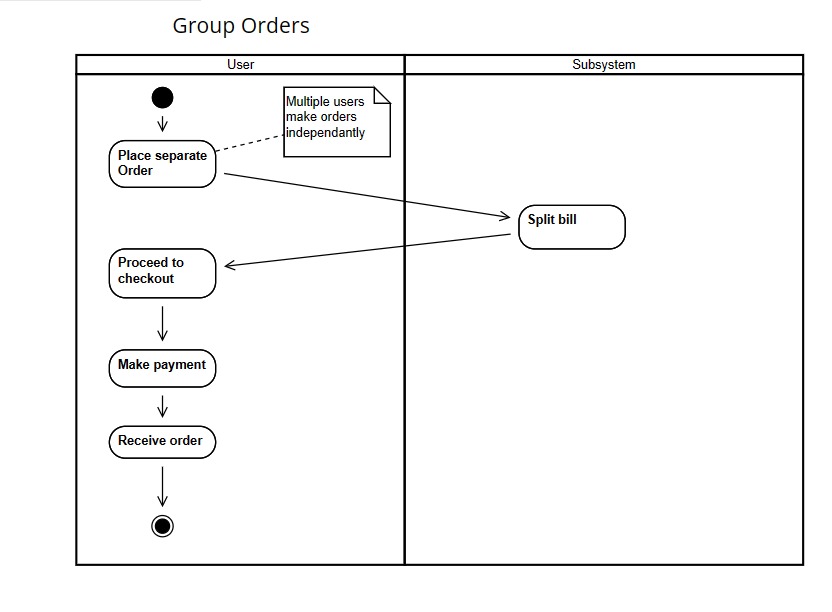 Group Orders
User
Subsystem
Multiple users
make orders
independantly
Place separate
Order
Split bill
Proceed to
checkout
Make payment
Receive order